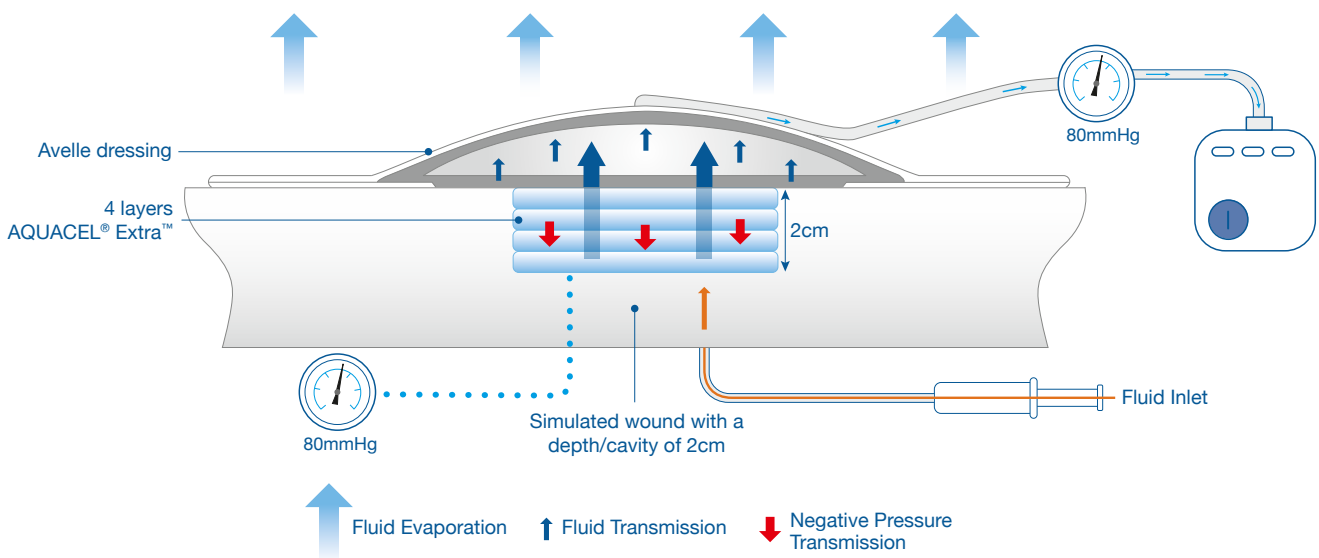 80mmHg
Avelle dressing
4 layers
AQUACEL® Extra™
2cm
Fluid Inlet
Simulated wound with a
depth/cavity of 2cm
80mmHg
Fluid Evaporation
Fluid Transmission
Negative Pressure
Transmission